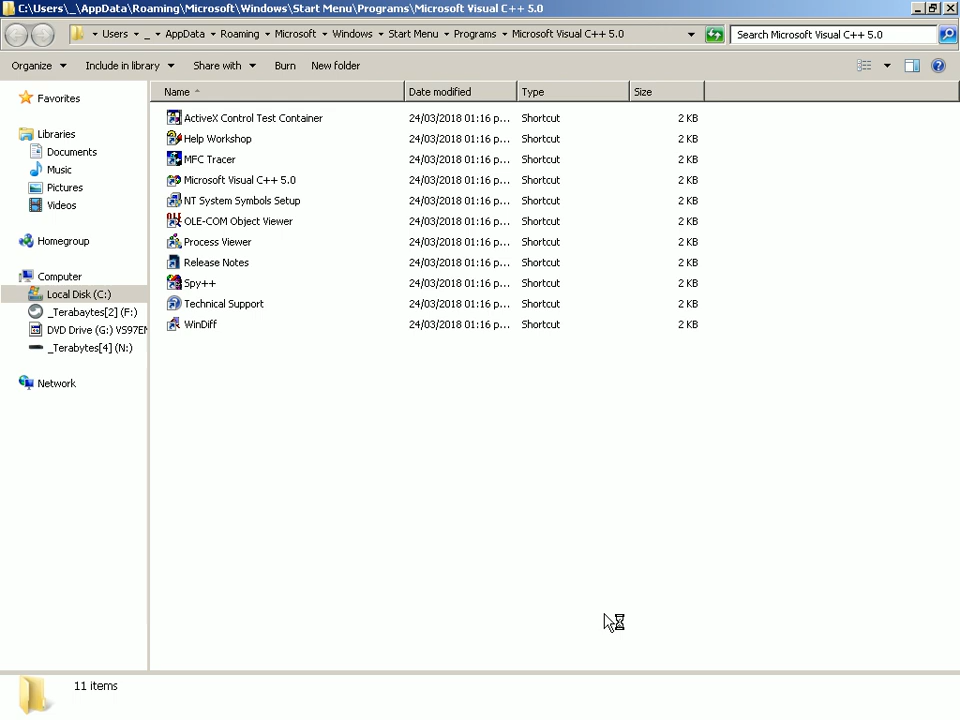 C:\Users\_\AppData\Roaming\Microsoft\Windows\Start Menu\Programs\Microsoft Visual C++ 5.0
Users _ AppData Roaming Microsoft Windows Start Menu Programs Microsoft Visual C++ 5.0 Search Microsoft Visual C++ 5.0
Organize Include in library Share with Burn New folder
Name Date modified Type Size
Favorites
Libraries
Documents
Music
Pictures
Videos
Homegroup
Computer
Local Disk (C:)
_Terabaytes[2] (F:)
DVD Drive (G:) VS97EN
_Terabytes[4] (N:)
Network
ActiveX Control Test Container 24/03/2018 01:16 p... Shortcut 2 KB
Help Workshop 24/03/2018 01:16 p... Shortcut 2 KB
MFC Tracer 24/03/2018 01:16 p... Shortcut 2 KB
Microsoft Visual C++ 5.0 24/03/2018 01:16 p... Shortcut 2 KB
NT System Symbols Setup 24/03/2018 01:16 p... Shortcut 2 KB
OLE-COM Object Viewer 24/03/2018 01:16 p... Shortcut 2 KB
Process Viewer 24/03/2018 01:16 p... Shortcut 2 KB
Release Notes 24/03/2018 01:16 p... Shortcut 2 KB
Spy++ 24/03/2018 01:16 p... Shortcut 2 KB
Technical Support 24/03/2018 01:16 p... Shortcut 2 KB
WinDiff 24/03/2018 01:16 p... Shortcut 2 KB
11 items